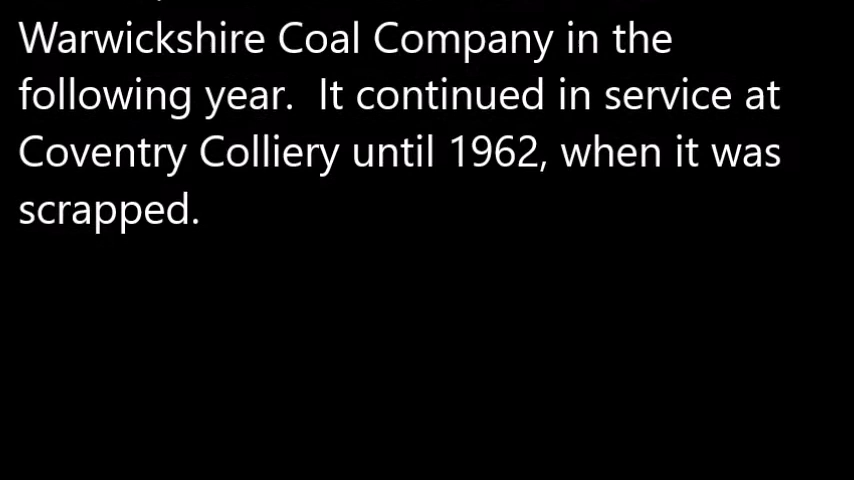 Warwickshire Coal Company in the
following year.  It continued in service at
Coventry Colliery until 1962, when it was
scrapped.